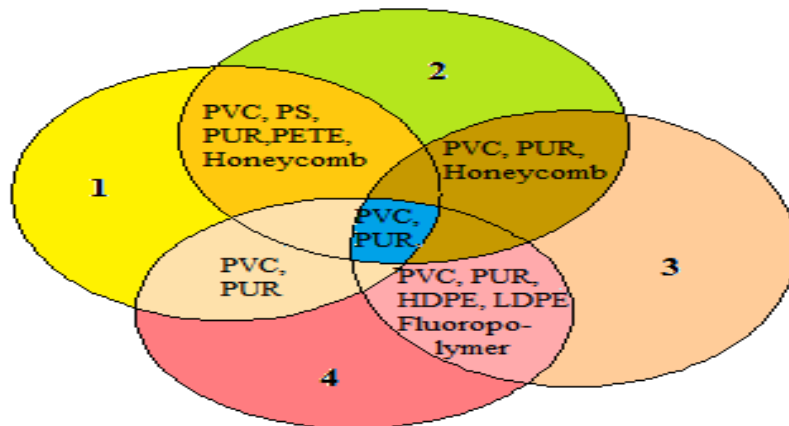 2
PVC, PS,
PUR,PETE,
Honeycomb
PVC, PUR,
Honeycomb
1
PVC,
PUR
3
PVC,
PUR
PVC, PUR,
HDPE, LDPE
Fluoropo-
lymer
4